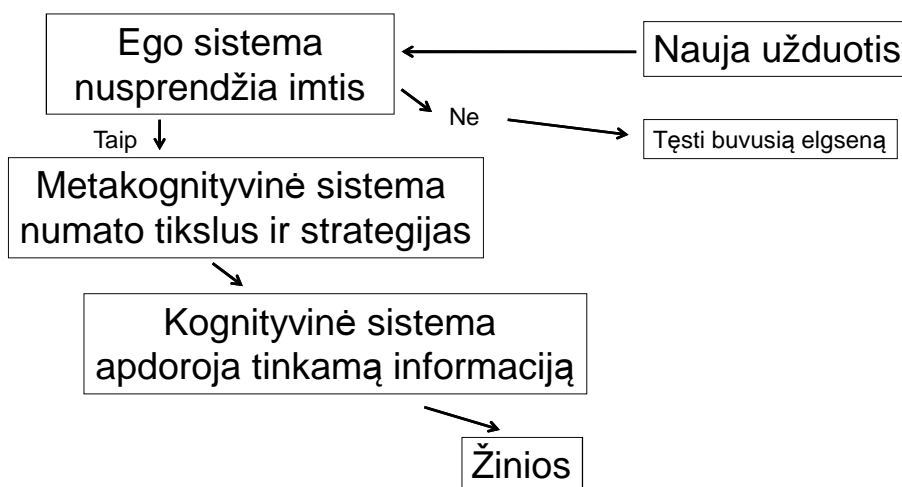 Ego sistema
nusprendžia imtis
Nauja užduotis
Ne
Taip
Tęsti buvusią elgseną
Metakognityvinė sistema
numato tikslus ir strategijas
Kognityvinė sistema
apdoroja tinkamą informaciją
Žinios